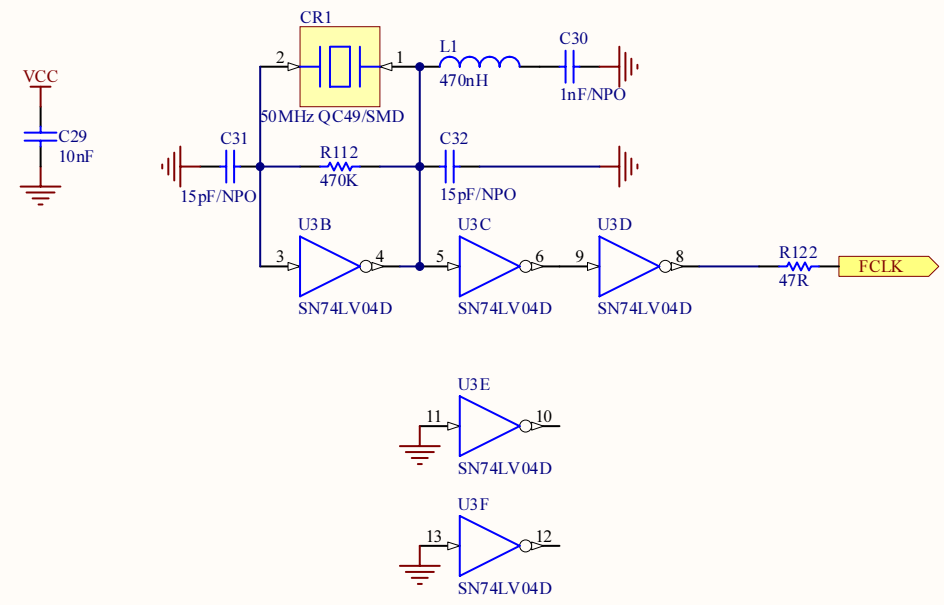 CR1
2
1
L1
470nH
C30
1nF/NPO
VCC
C29
10nF
50MHz QC49/SMD
C31
15pF/NPO
R112
470K
C32
15pF/NPO
U3B
3
4
SN74LV04D
U3C
5
6
SN74LV04D
U3D
9
8
SN74LV04D
R122
47R
FCLK
U3E
11
10
SN74LV04D
U3F
13
12
SN74LV04D